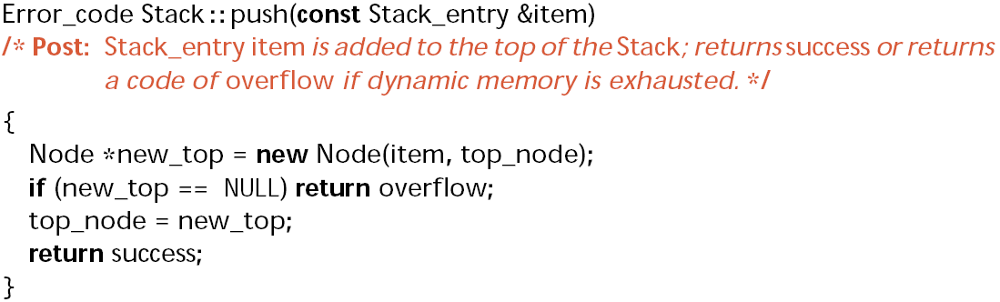 Error_code Stack :: push(const Stack_entry &item)
/* Post: Stack_entry item is added to the top of the Stack; returns success or returns
a code of overflow if dynamic memory is exhausted. */
{
Node *new_top = new Node(item, top_node);
if (new_top == NULL) return overflow;
top_node = new_top;
return success;
}